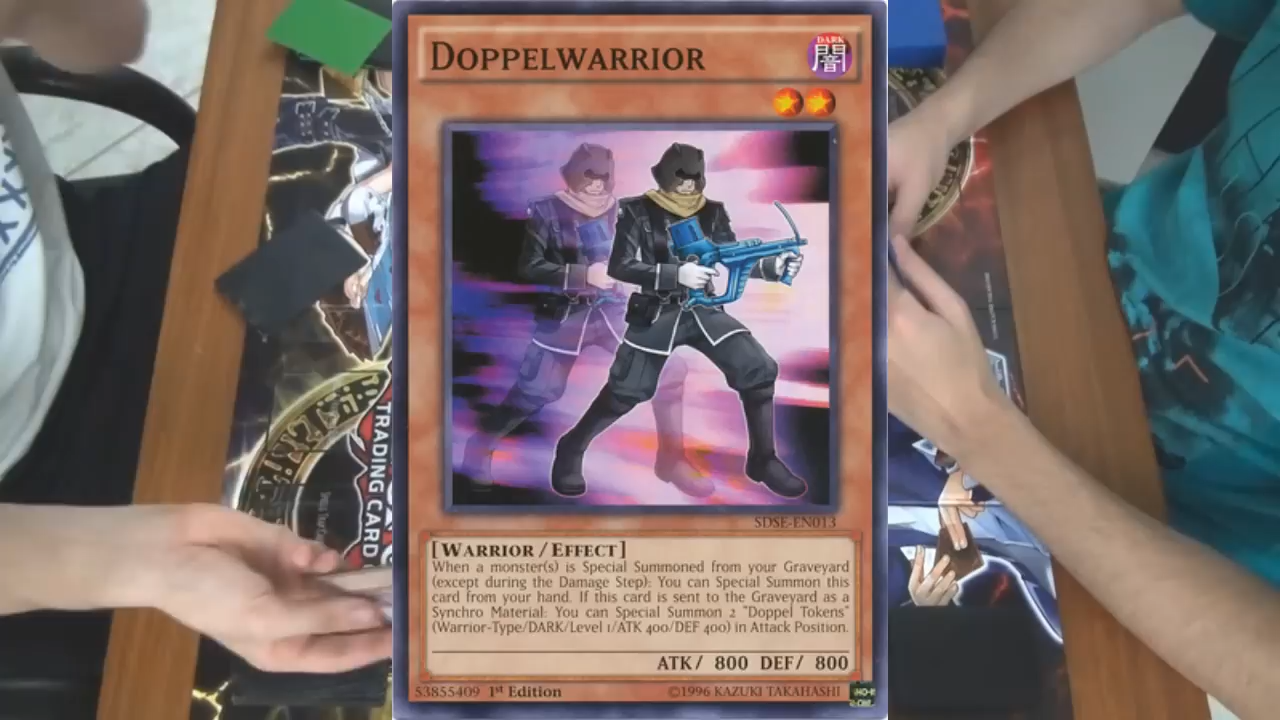 DOPPELWARRIOR
DARK
闇
SDSE-EN013
[WARRIOR / EFFECT]
When a monster(s) is Special Summoned from your Graveyard
(except during the Damage Step): You can Special Summon this
card from your hand. If this card is sent to the Graveyard as a
Synchro Material: You can Special Summon 2 "Doppel Tokens"
(Warrior-Type/DARK/Level 1/ATK 400/DEF 400) in Attack Position.
ATK/ 800 DEF/ 800
53855409 1st Edition
©1996 KAZUKI TAKAHASHI
TRADING CARD